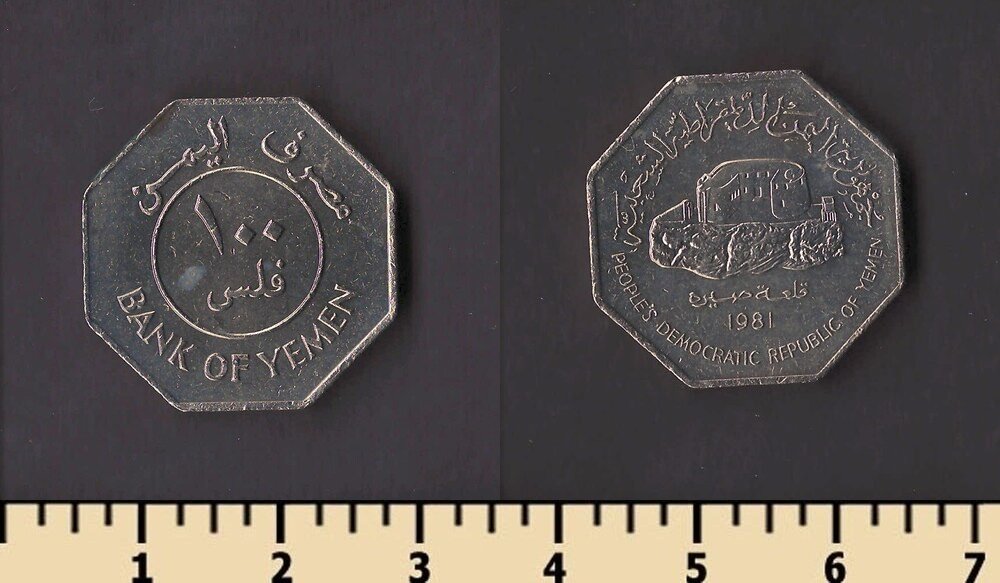 مصرف اليمن
١٠٠
فلس
BANK OF YEMEN
جمهورية اليمن الديمقراطية الشعبية
قلعة صيره
1981
PEOPLE'S DEMOCRATIC REPUBLIC OF YEMEN
1 2 3 4 5 6 7